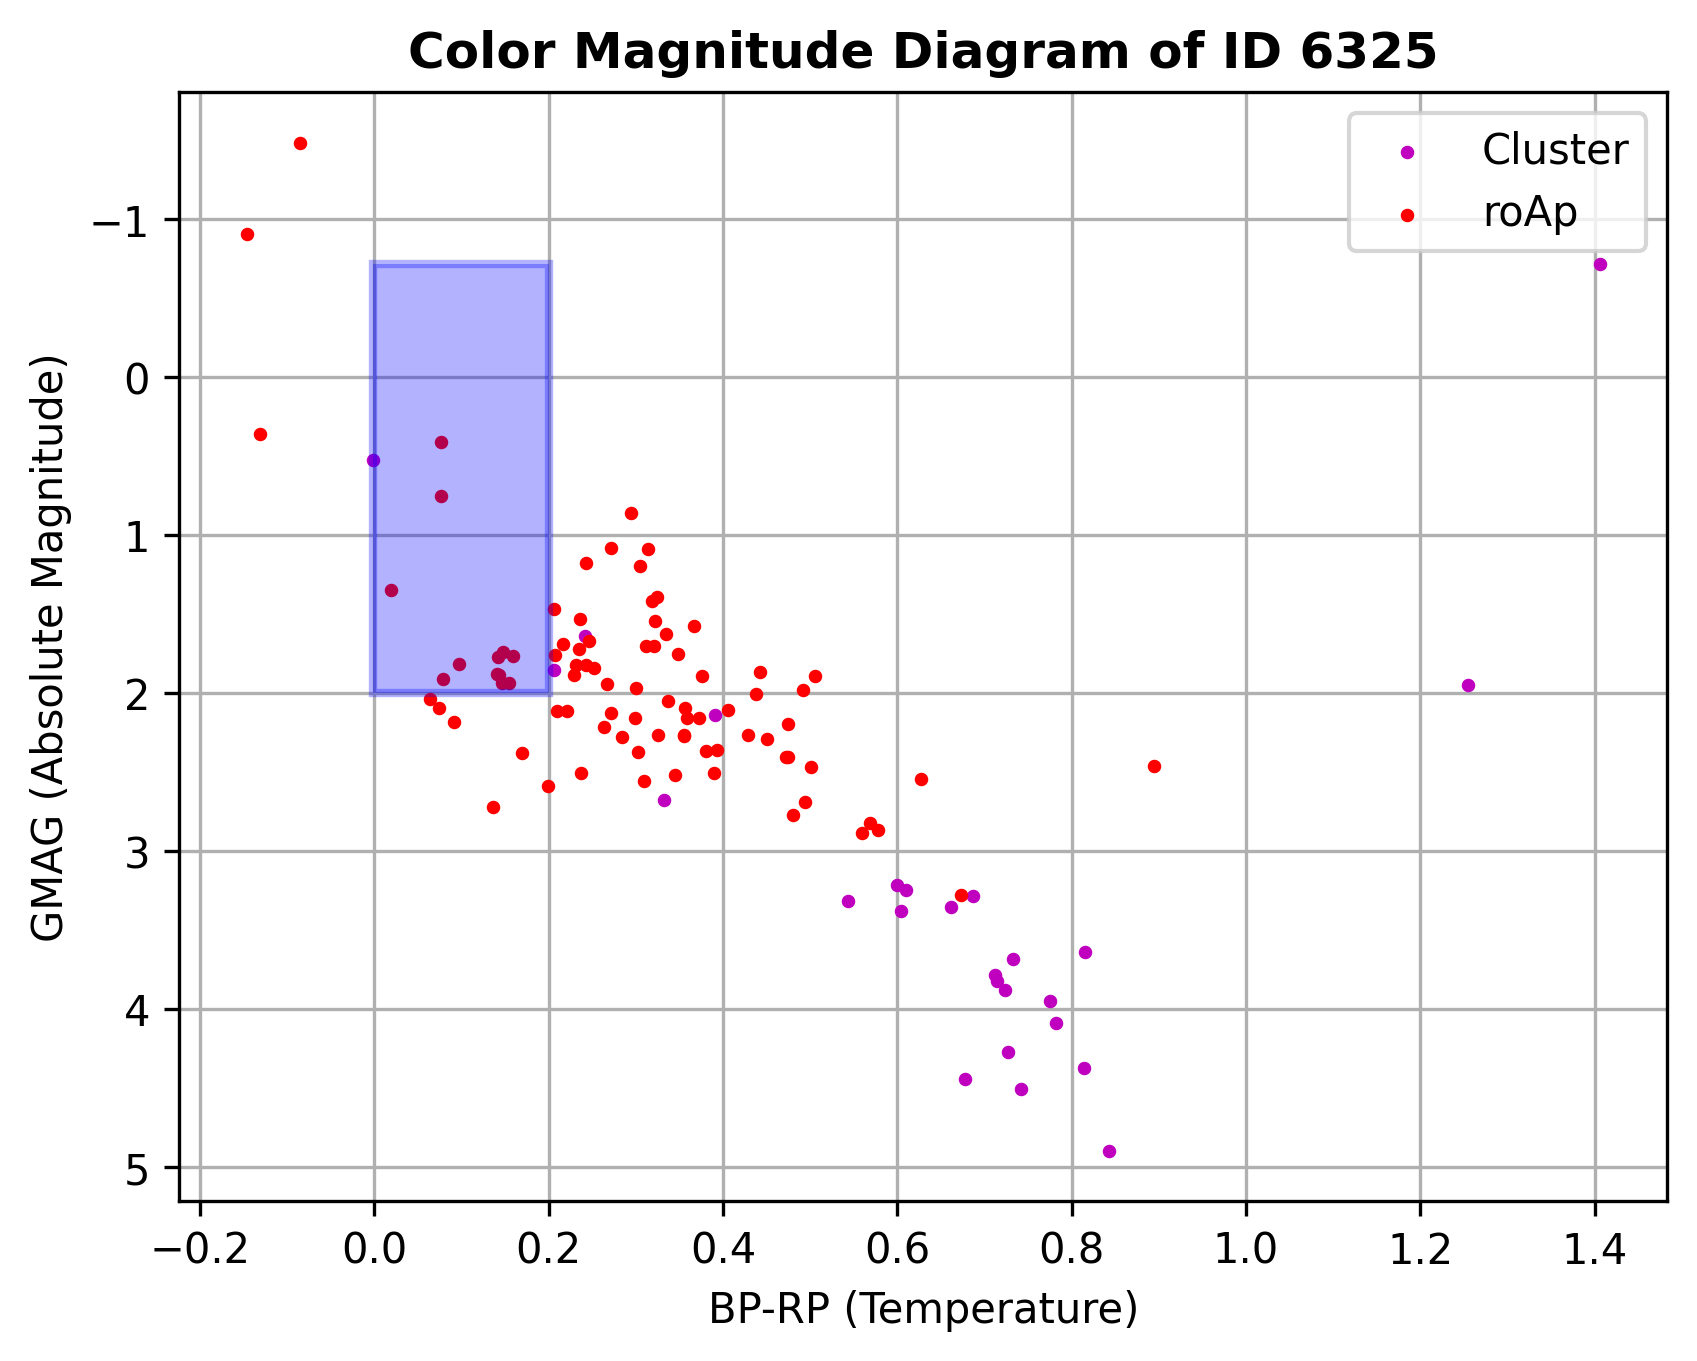 Color Magnitude Diagram of ID 6325
Cluster
roAp
−1
0
1
2
3
4
5
GMAG (Absolute Magnitude)
−0.2 0.0 0.2 0.4 0.6 0.8 1.0 1.2 1.4
BP-RP (Temperature)